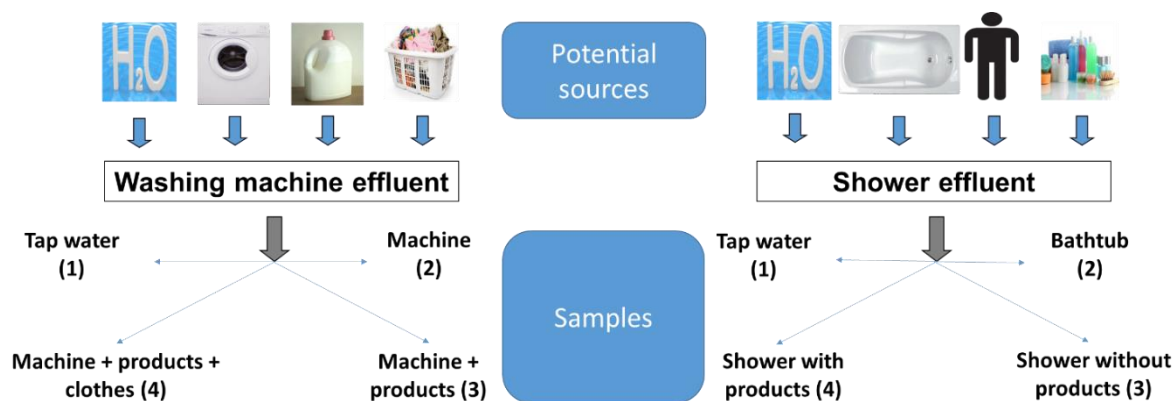 H2O
Potential
sources
H2O
Washing machine effluent
Shower effluent
Tap water
(1)
Machine
(2)
Tap water
(1)
Bathtub
(2)
Samples
Machine + products +
clothes (4)
Machine +
products (3)
Shower with
products (4)
Shower without
products (3)